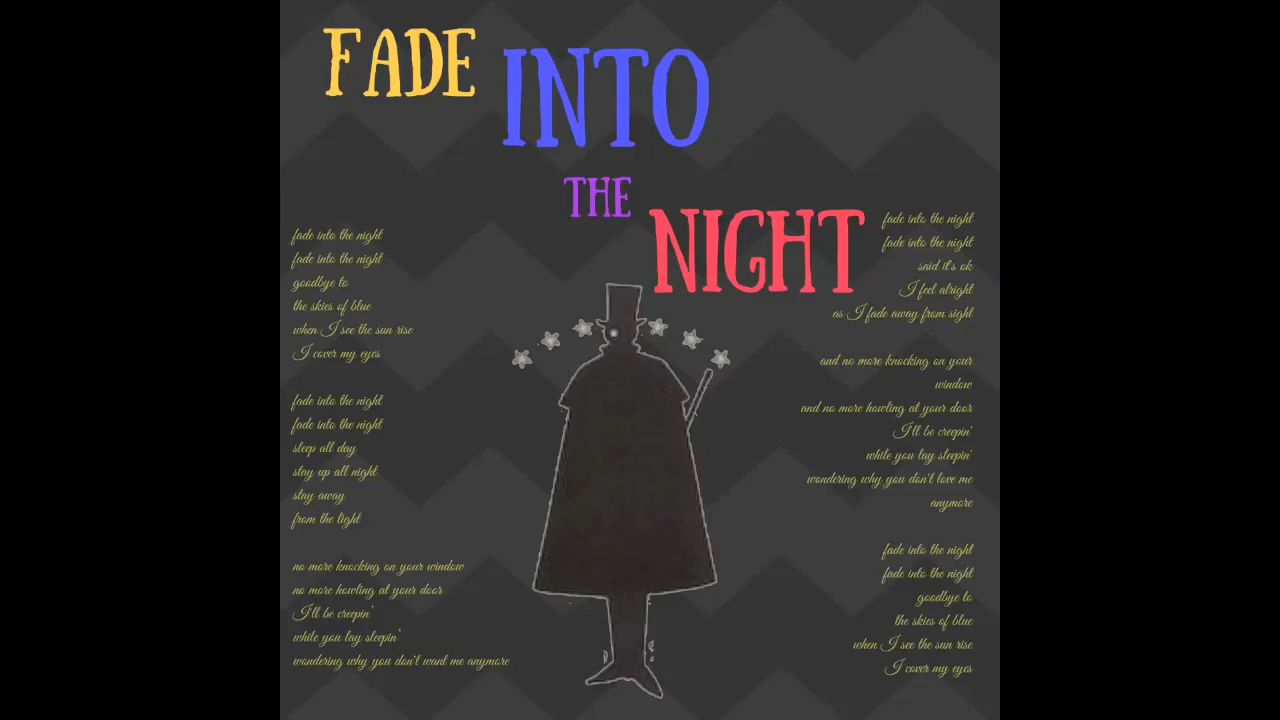 FADE
INTO
THE
NIGHT
fade into the night
fade into the night
goodbye to
the skies of blue
when I see the sun rise
I cover my eyes
fade into the night
fade into the night
sleep all day
stay up all night
stay away
from the light
no more knocking on your window
no more howling at your door
I'll be creepin'
while you lay sleepin'
wondering why you don't want me anymore
fade into the night
fade into the night
said it's ok
I feel alright
as I fade away from sight
and no more knocking on your
window
and no more howling at your door
I'll be creepin'
while you lay sleepin'
wondering why you don't love me
anymore
fade into the night
fade into the night
goodbye to
the skies of blue
when I see the sun rise
I cover my eyes